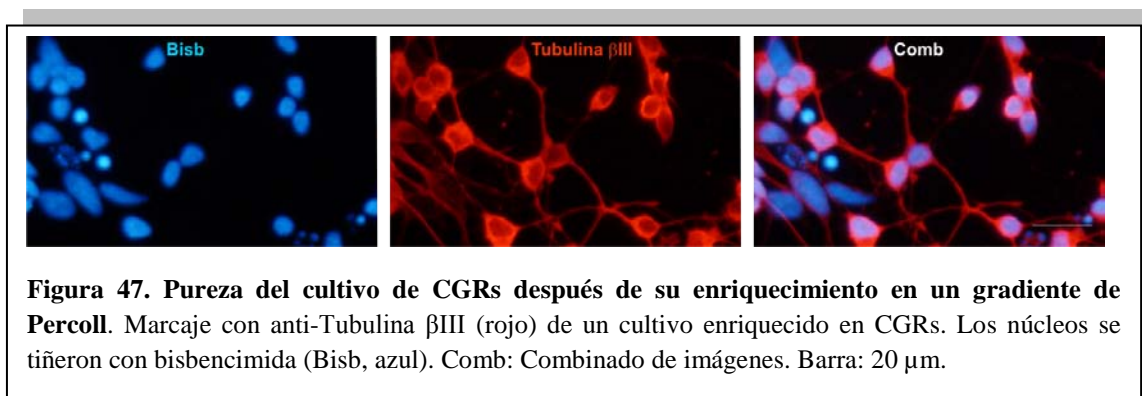 Bisb
Tubulina βIII
Comb
Figura 47. Pureza del cultivo de CGRs después de su enriquecimiento en un gradiente de
Percoll. Marcaje con anti-Tubulina βIII (rojo) de un cultivo enriquecido en CGRs. Los núcleos se
tiñeron con bisbencimida (Bisb, azul). Comb: Combinado de imágenes. Barra: 20 µm.